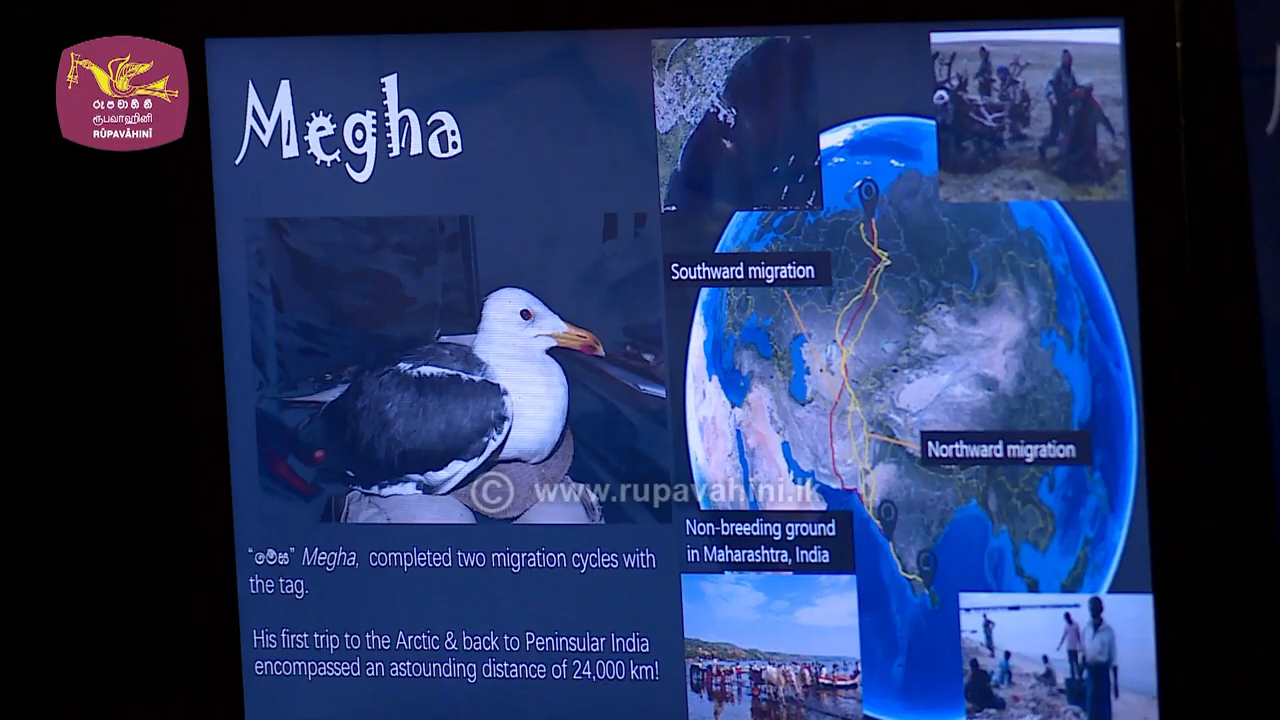 රූපවාහිනී
ரூபவாஹினி
RŪPAVĀHINĪ
Megha
Southward migration
Northward migration
© www.rupavahini.lk
Non-breeding ground
in Maharashtra, India
“මේඝ” Megha, completed two migration cycles with
the tag.
His first trip to the Arctic & back to Peninsular India
encompassed an astounding distance of 24,000 km!